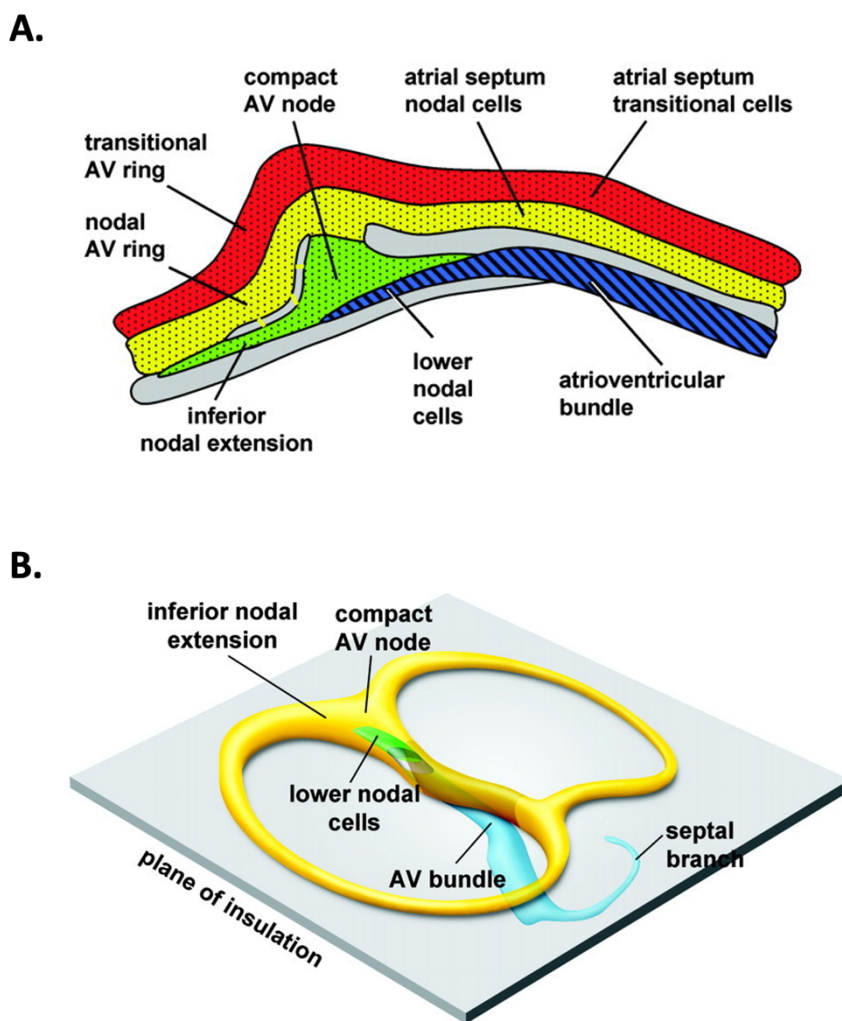 A.
compact
AV node
atrial septum
nodal cells
atrial septum
transitional cells
transitional
AV ring
nodal
AV ring
inferior
nodal extension
lower
nodal
cells
atrioventricular
bundle
B.
inferior nodal
extension
compact
AV node
lower nodal
cells
AV bundle
septal
branch
plane of insulation